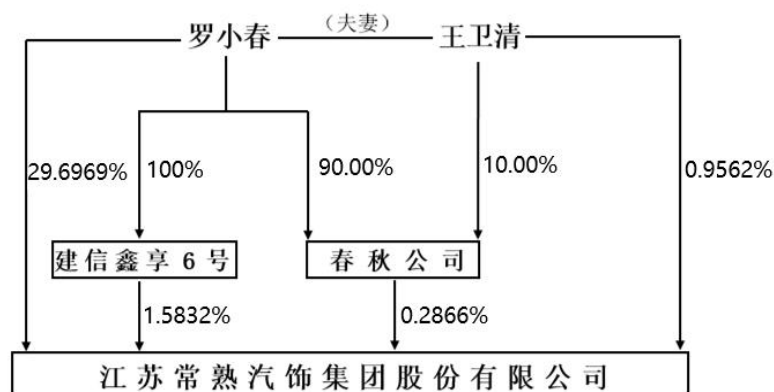 （夫妻）
罗小春
王卫清
29.6969%
100%
90.00%
10.00%
0.9562%
建信鑫享6号
春秋公司
1.5832%
0.2866%
江苏常熟汽饰集团股份有限公司